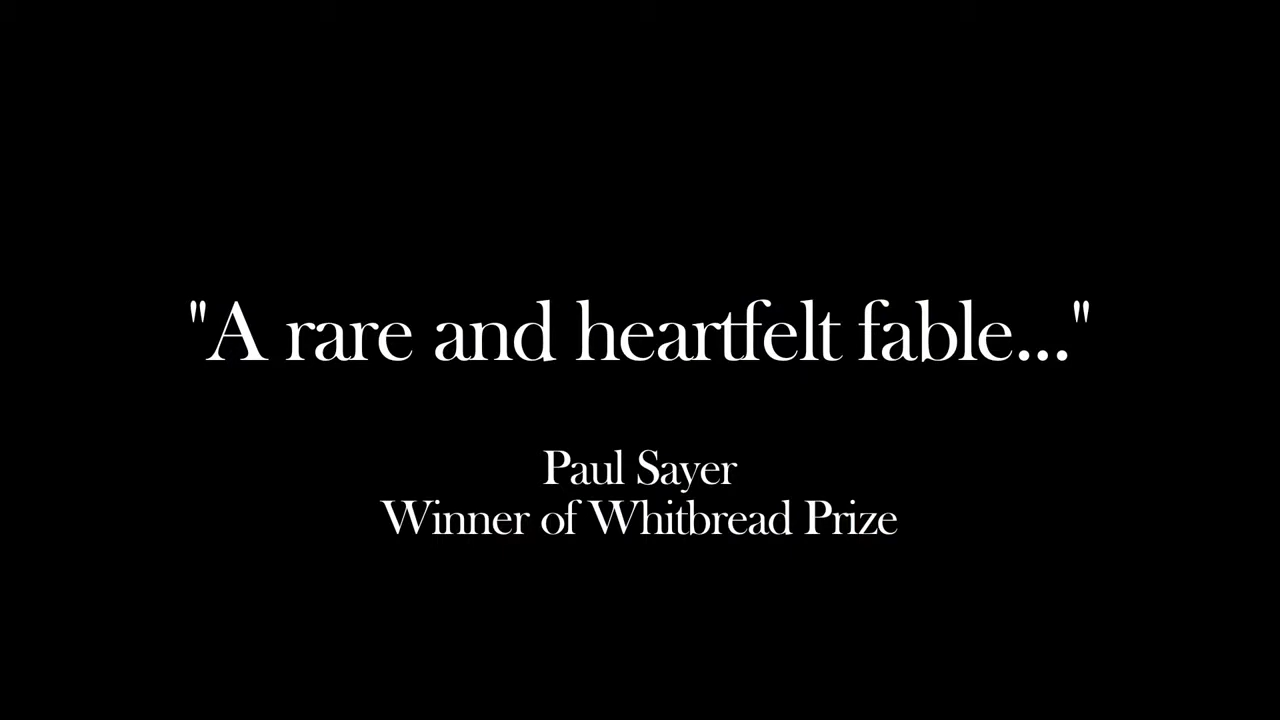 "A rare and heartfelt fable..."
Paul Sayer
Winner of Whitbread Prize